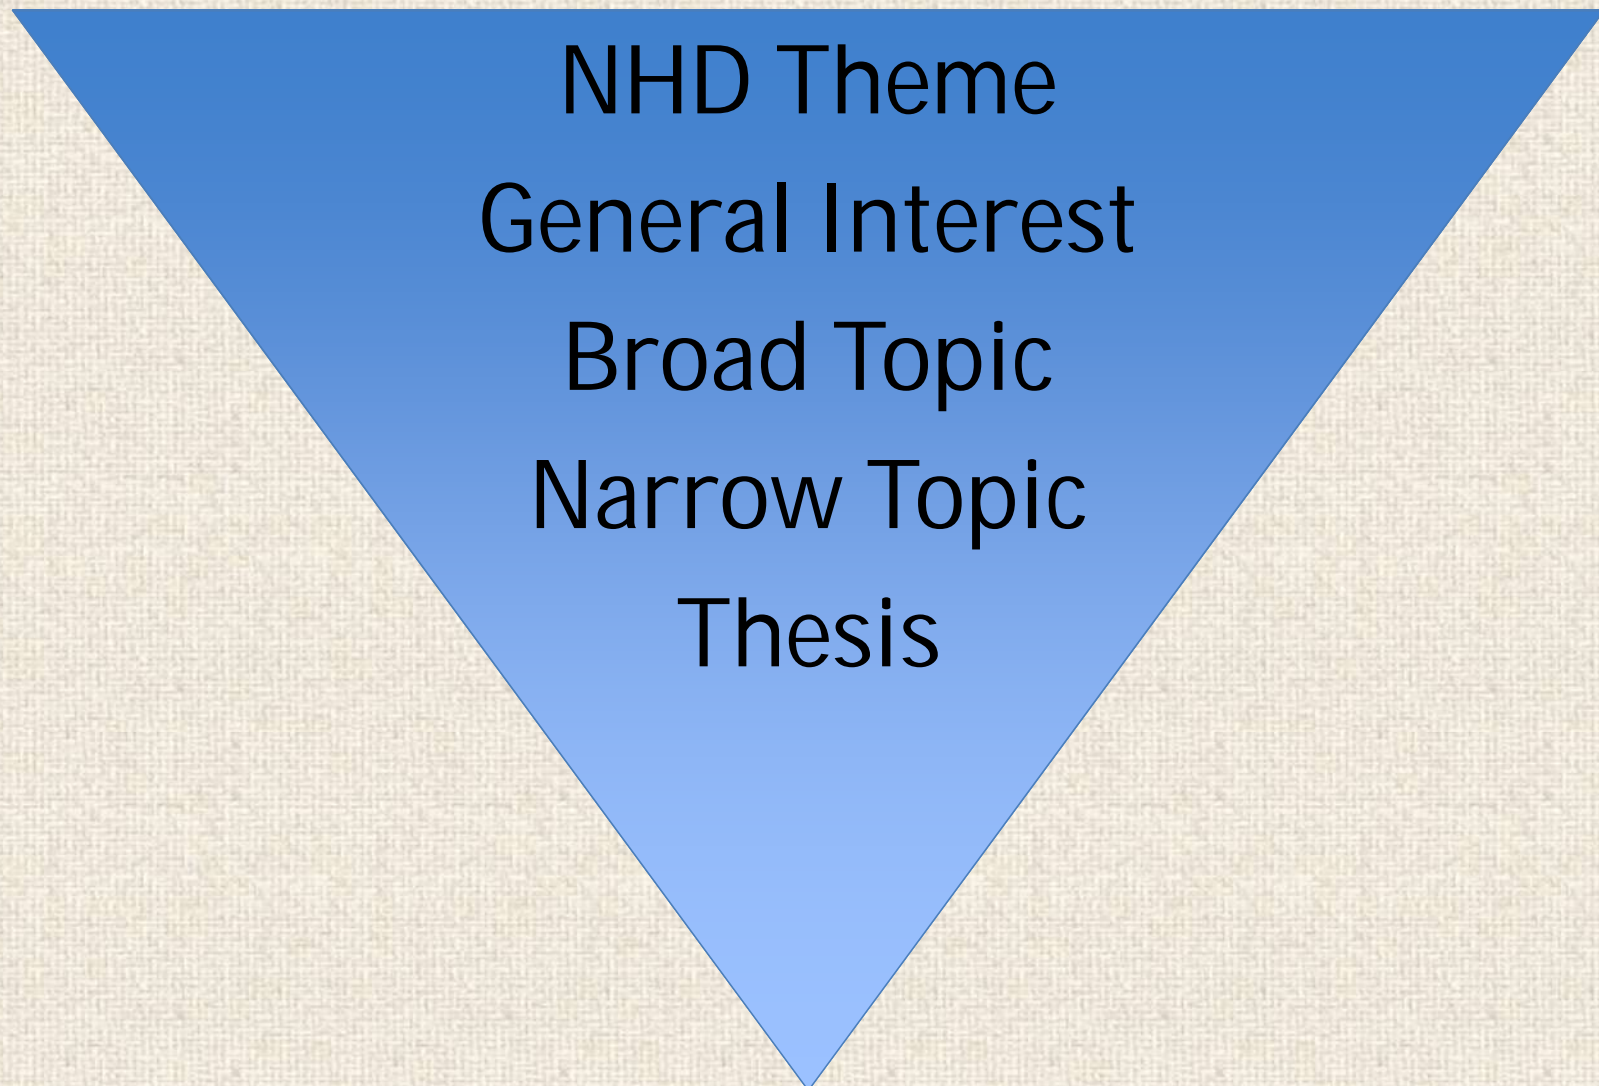 NHD Theme
General Interest
Broad Topic
Narrow Topic
Thesis